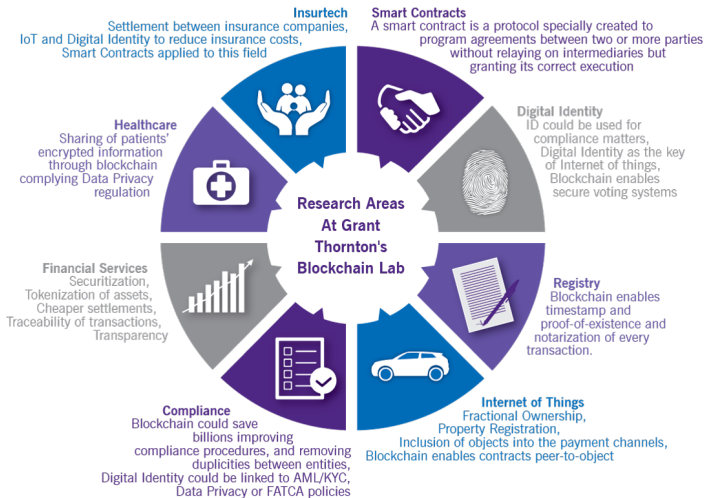 Insurtech
Settlement between insurance companies,
IoT and Digital Identity to reduce insurance costs,
Smart Contracts applied to this field
Smart Contracts
A smart contract is a protocol specially created to
program agreements between two or more parties
without relaying on intermediaries but
granting its correct execution
Healthcare
Sharing of patients'
encrypted information
through blockchain
complying Data Privacy
regulation
Digital Identity
ID could be used for
compliance matters,
Digital Identity as the key
of Internet of things,
Blockchain enables
secure voting systems
Research Areas
At Grant
Thornton's
Blockchain Lab
Financial Services
Securitization,
Tokenization of assets,
Cheaper settlements,
Traceability of transactions,
Transparency
Registry
Blockchain enables
timestamp and
proof-of-existence and
notarization of every
transaction.
Compliance
Blockchain could save
billions improving
compliance procedures, and removing
duplicities between entities,
Digital Identity could be linked to AML/KYC,
Data Privacy or FATCA policies
Internet of Things
Fractional Ownership,
Property Registration,
Inclusion of objects into the payment channels,
Blockchain enables contracts peer-to-object